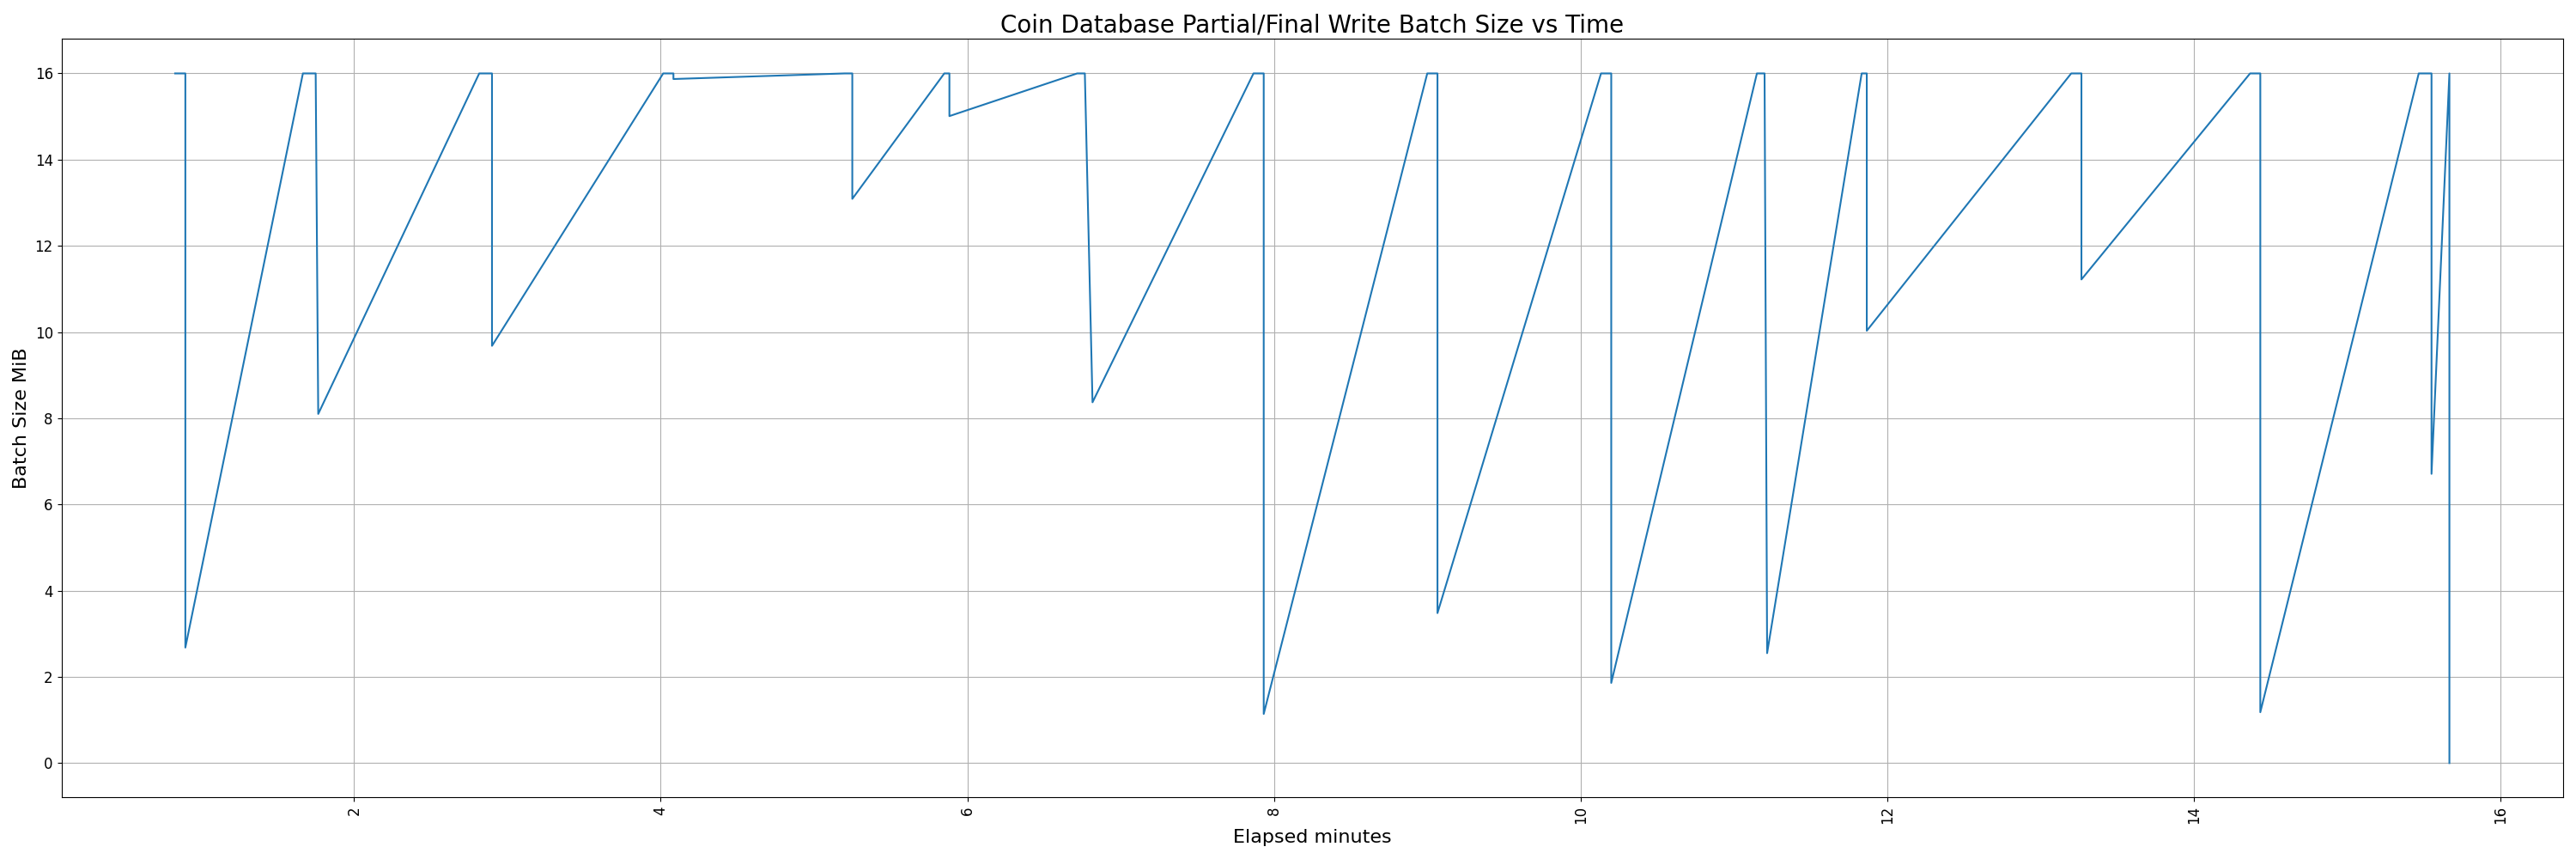 Coin Database Partial/Final Write Batch Size vs Time
Batch Size MiB
16
14
12
10
8
6
4
2
0
2 4 6 8 10 12 14 16
Elapsed minutes